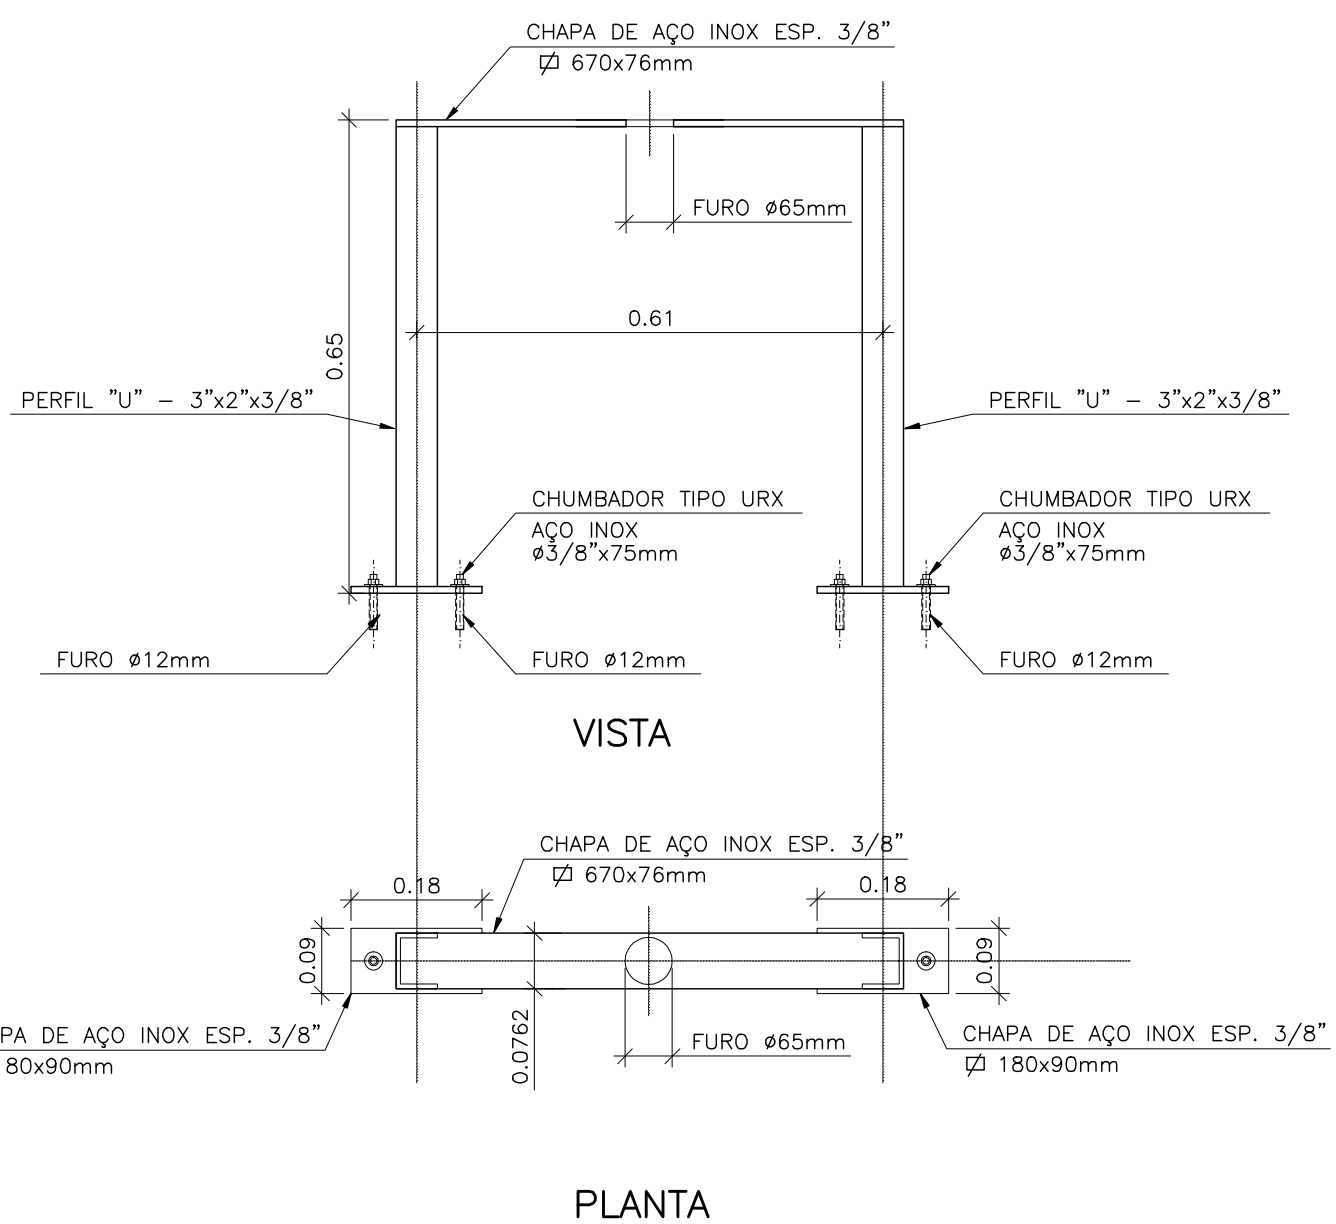 CHAPA DE AÇO INOX ESP. 3/8"
670x76mm
FURO ø65mm
0.61
0.65
PERFIL "U" – 3"x2"x3/8"
PERFIL "U" – 3"x2"x3/8"
CHUMBADOR TIPO URX
AÇO INOX
ø3/8"x75mm
CHUMBADOR TIPO URX
AÇO INOX
ø3/8"x75mm
FURO ø12mm
FURO ø12mm
FURO ø12mm
VISTA
CHAPA DE AÇO INOX ESP. 3/8"
670x76mm
0.18
0.18
0.09
0.09
0.0762
FURO ø65mm
PA DE AÇO INOX ESP. 3/8"
80x90mm
CHAPA DE AÇO INOX ESP. 3/8"
180x90mm
PLANTA